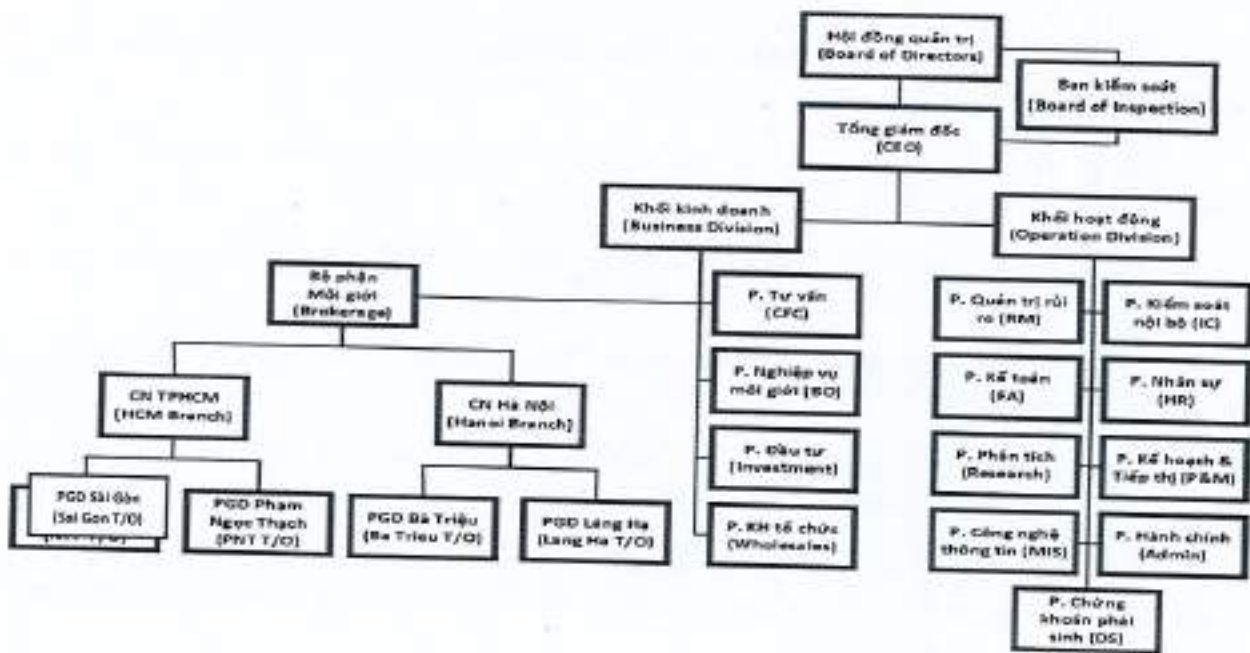 Hội đồng quản trị
(Board of Directors)
Ban kiểm soát
(Board of Inspection)
Tổng giám đốc
(CEO)
Khối kinh doanh
(Business Division)
Khối hoạt động
(Operation Division)
Bộ phận
Môi giới
(Brokerage)
P. Tư vấn
(CFC)
P. Quản trị rủi
ro (RM)
P. Kiểm soát
nội bộ (IC)
CN TPHCM
(HCM Branch)
CN Hà Nội
(Hanoi Branch)
P. Nghiệp vụ
môi giới (BO)
P. Kế toán
(FA)
P. Nhân sự
(HR)
P. Đầu tư
(Investment)
P. Phân tích
(Research)
P. Kế hoạch &
Tiếp thị (P&M)
PGD Sài Gòn
(Sai Gon T/O)
PGD Phạm
Ngọc Thạch
(PNT T/O)
PGD Bà Triệu
(Ba Trieu T/O)
PGD Láng Hạ
(Lang Ha T/O)
P. KH tổ chức
(Wholesales)
P. Công nghệ
thông tin (MIS)
P. Hành chính
(Admin)
P. Chứng
khoán phái
sinh (DS)